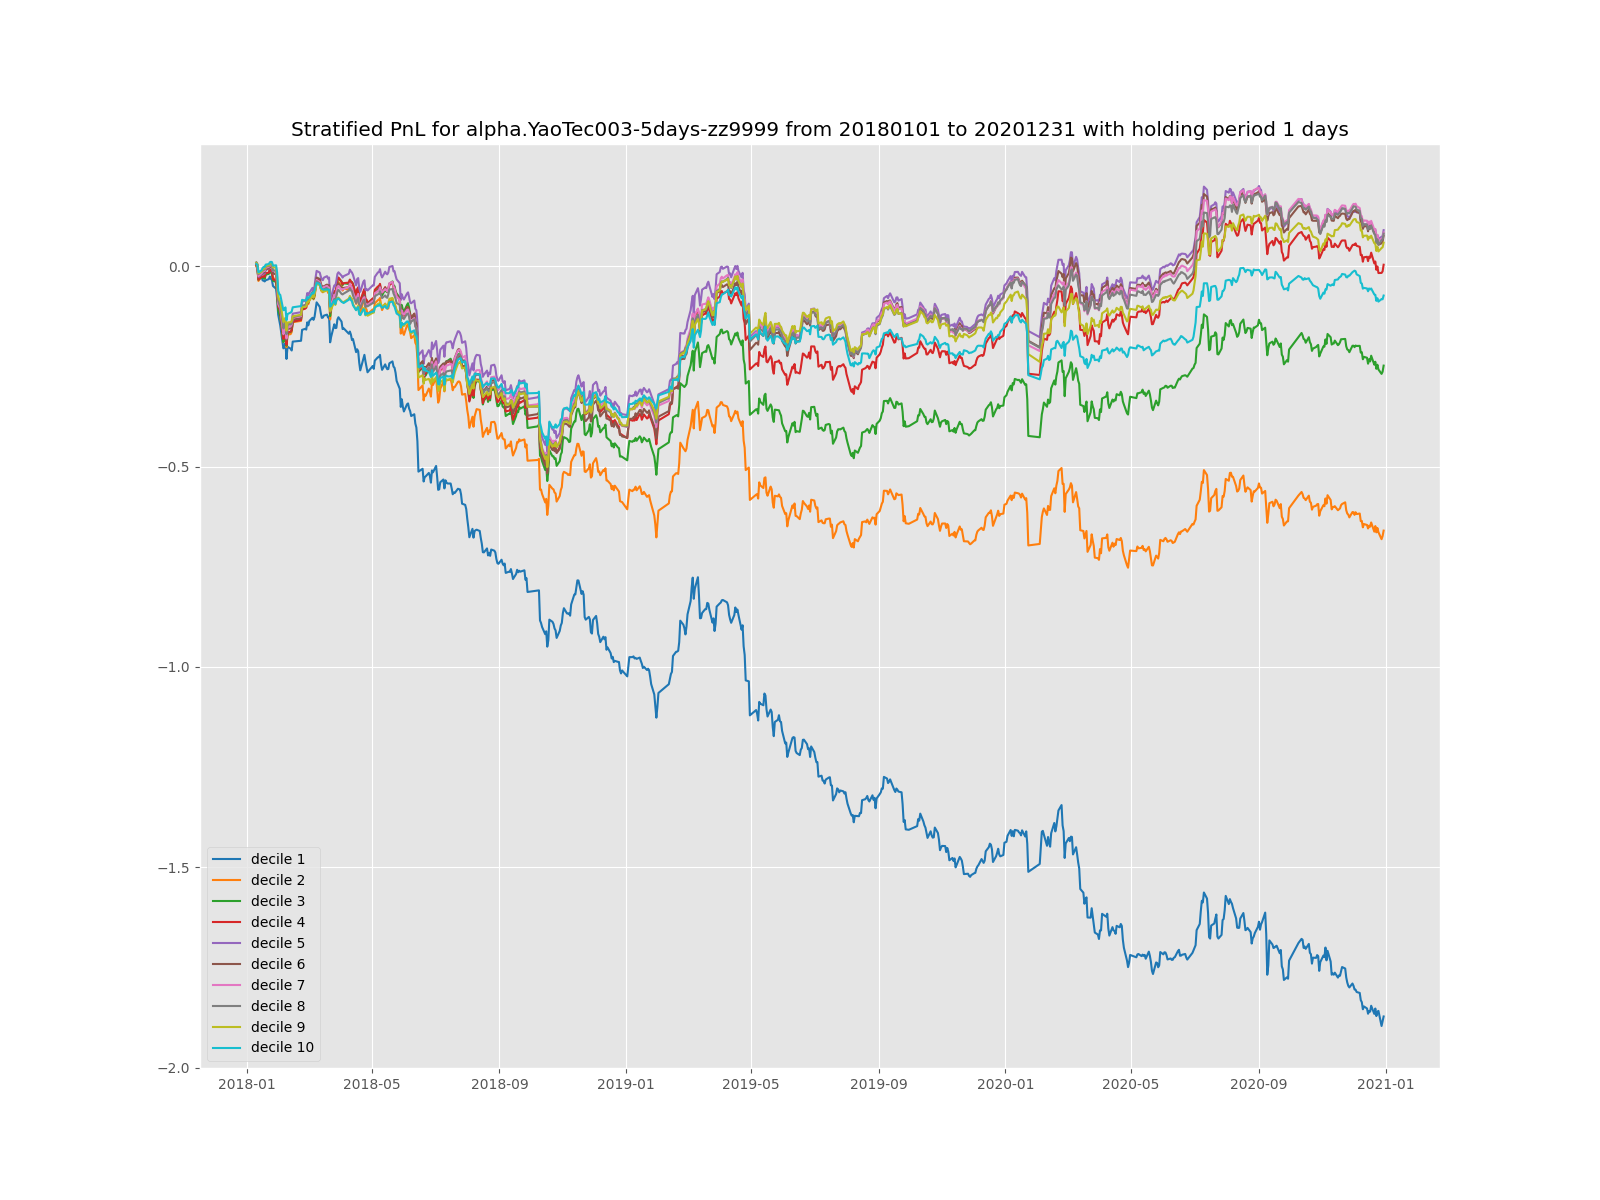 Stratified PnL for alpha.YaoTec003-5days-zz9999 from 20180101 to 20201231 with holding period 1 days
0.0
−0.5
−1.0
−1.5
−2.0
decile 1
decile 2
decile 3
decile 4
decile 5
decile 6
decile 7
decile 8
decile 9
decile 10
2018-01 2018-05 2018-09 2019-01 2019-05 2019-09 2020-01 2020-05 2020-09 2021-01